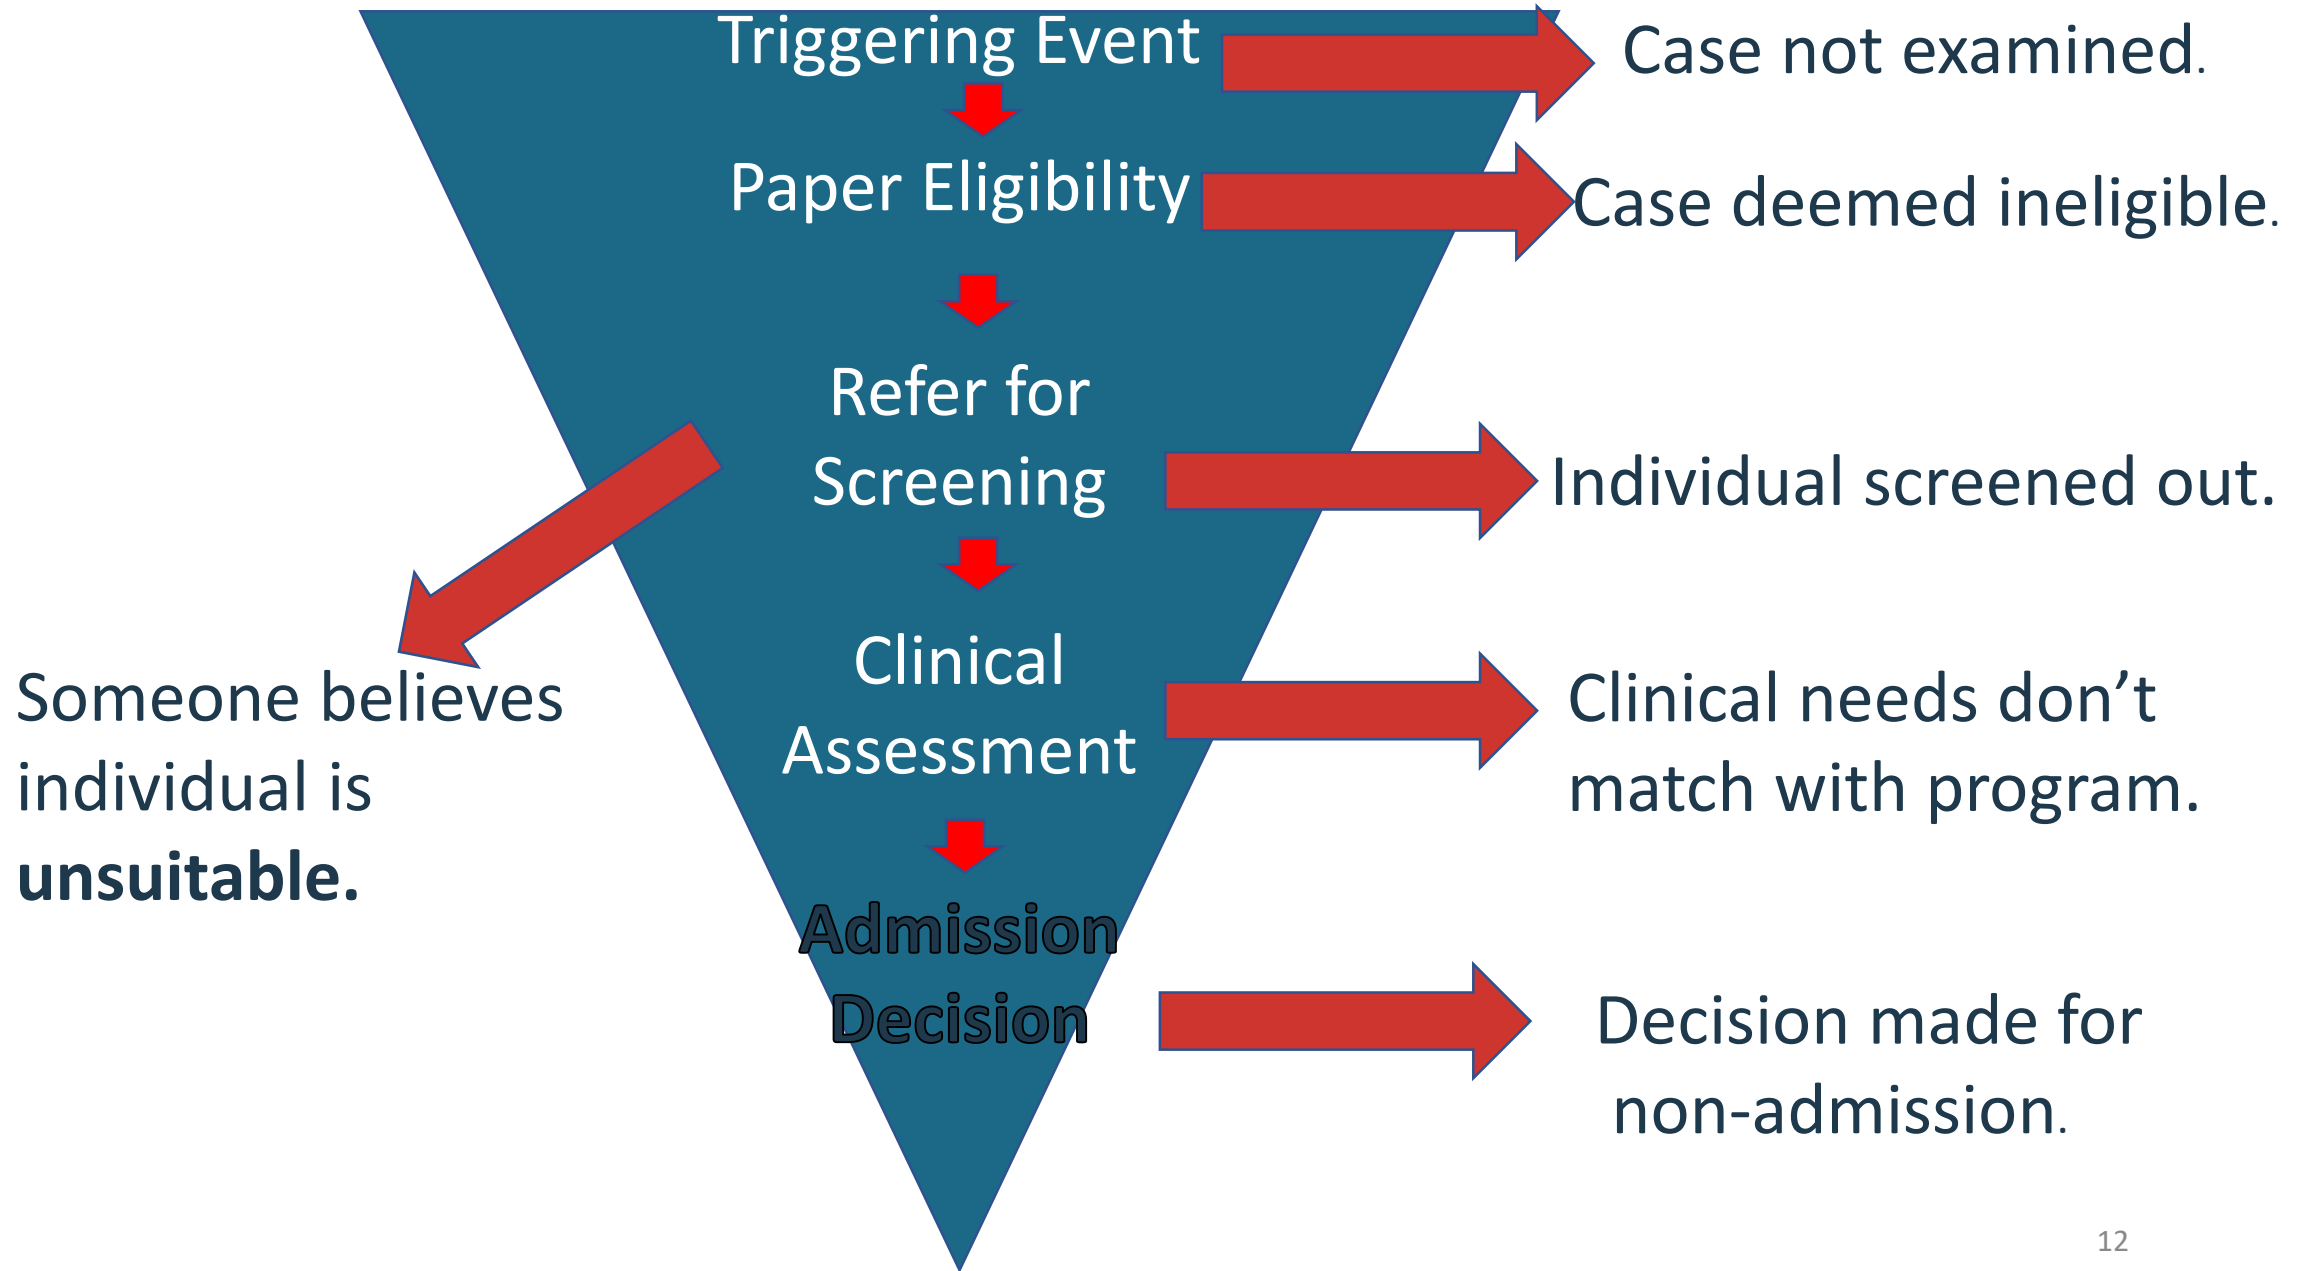 Triggering Event
Case not examined.
Paper Eligibility
Case deemed ineligible.
Refer for
Screening
Individual screened out.
Someone believes
individual is
unsuitable.
Clinical
Assessment
Clinical needs don’t
match with program.
Admission
Decision
Decision made for
non-admission.
12